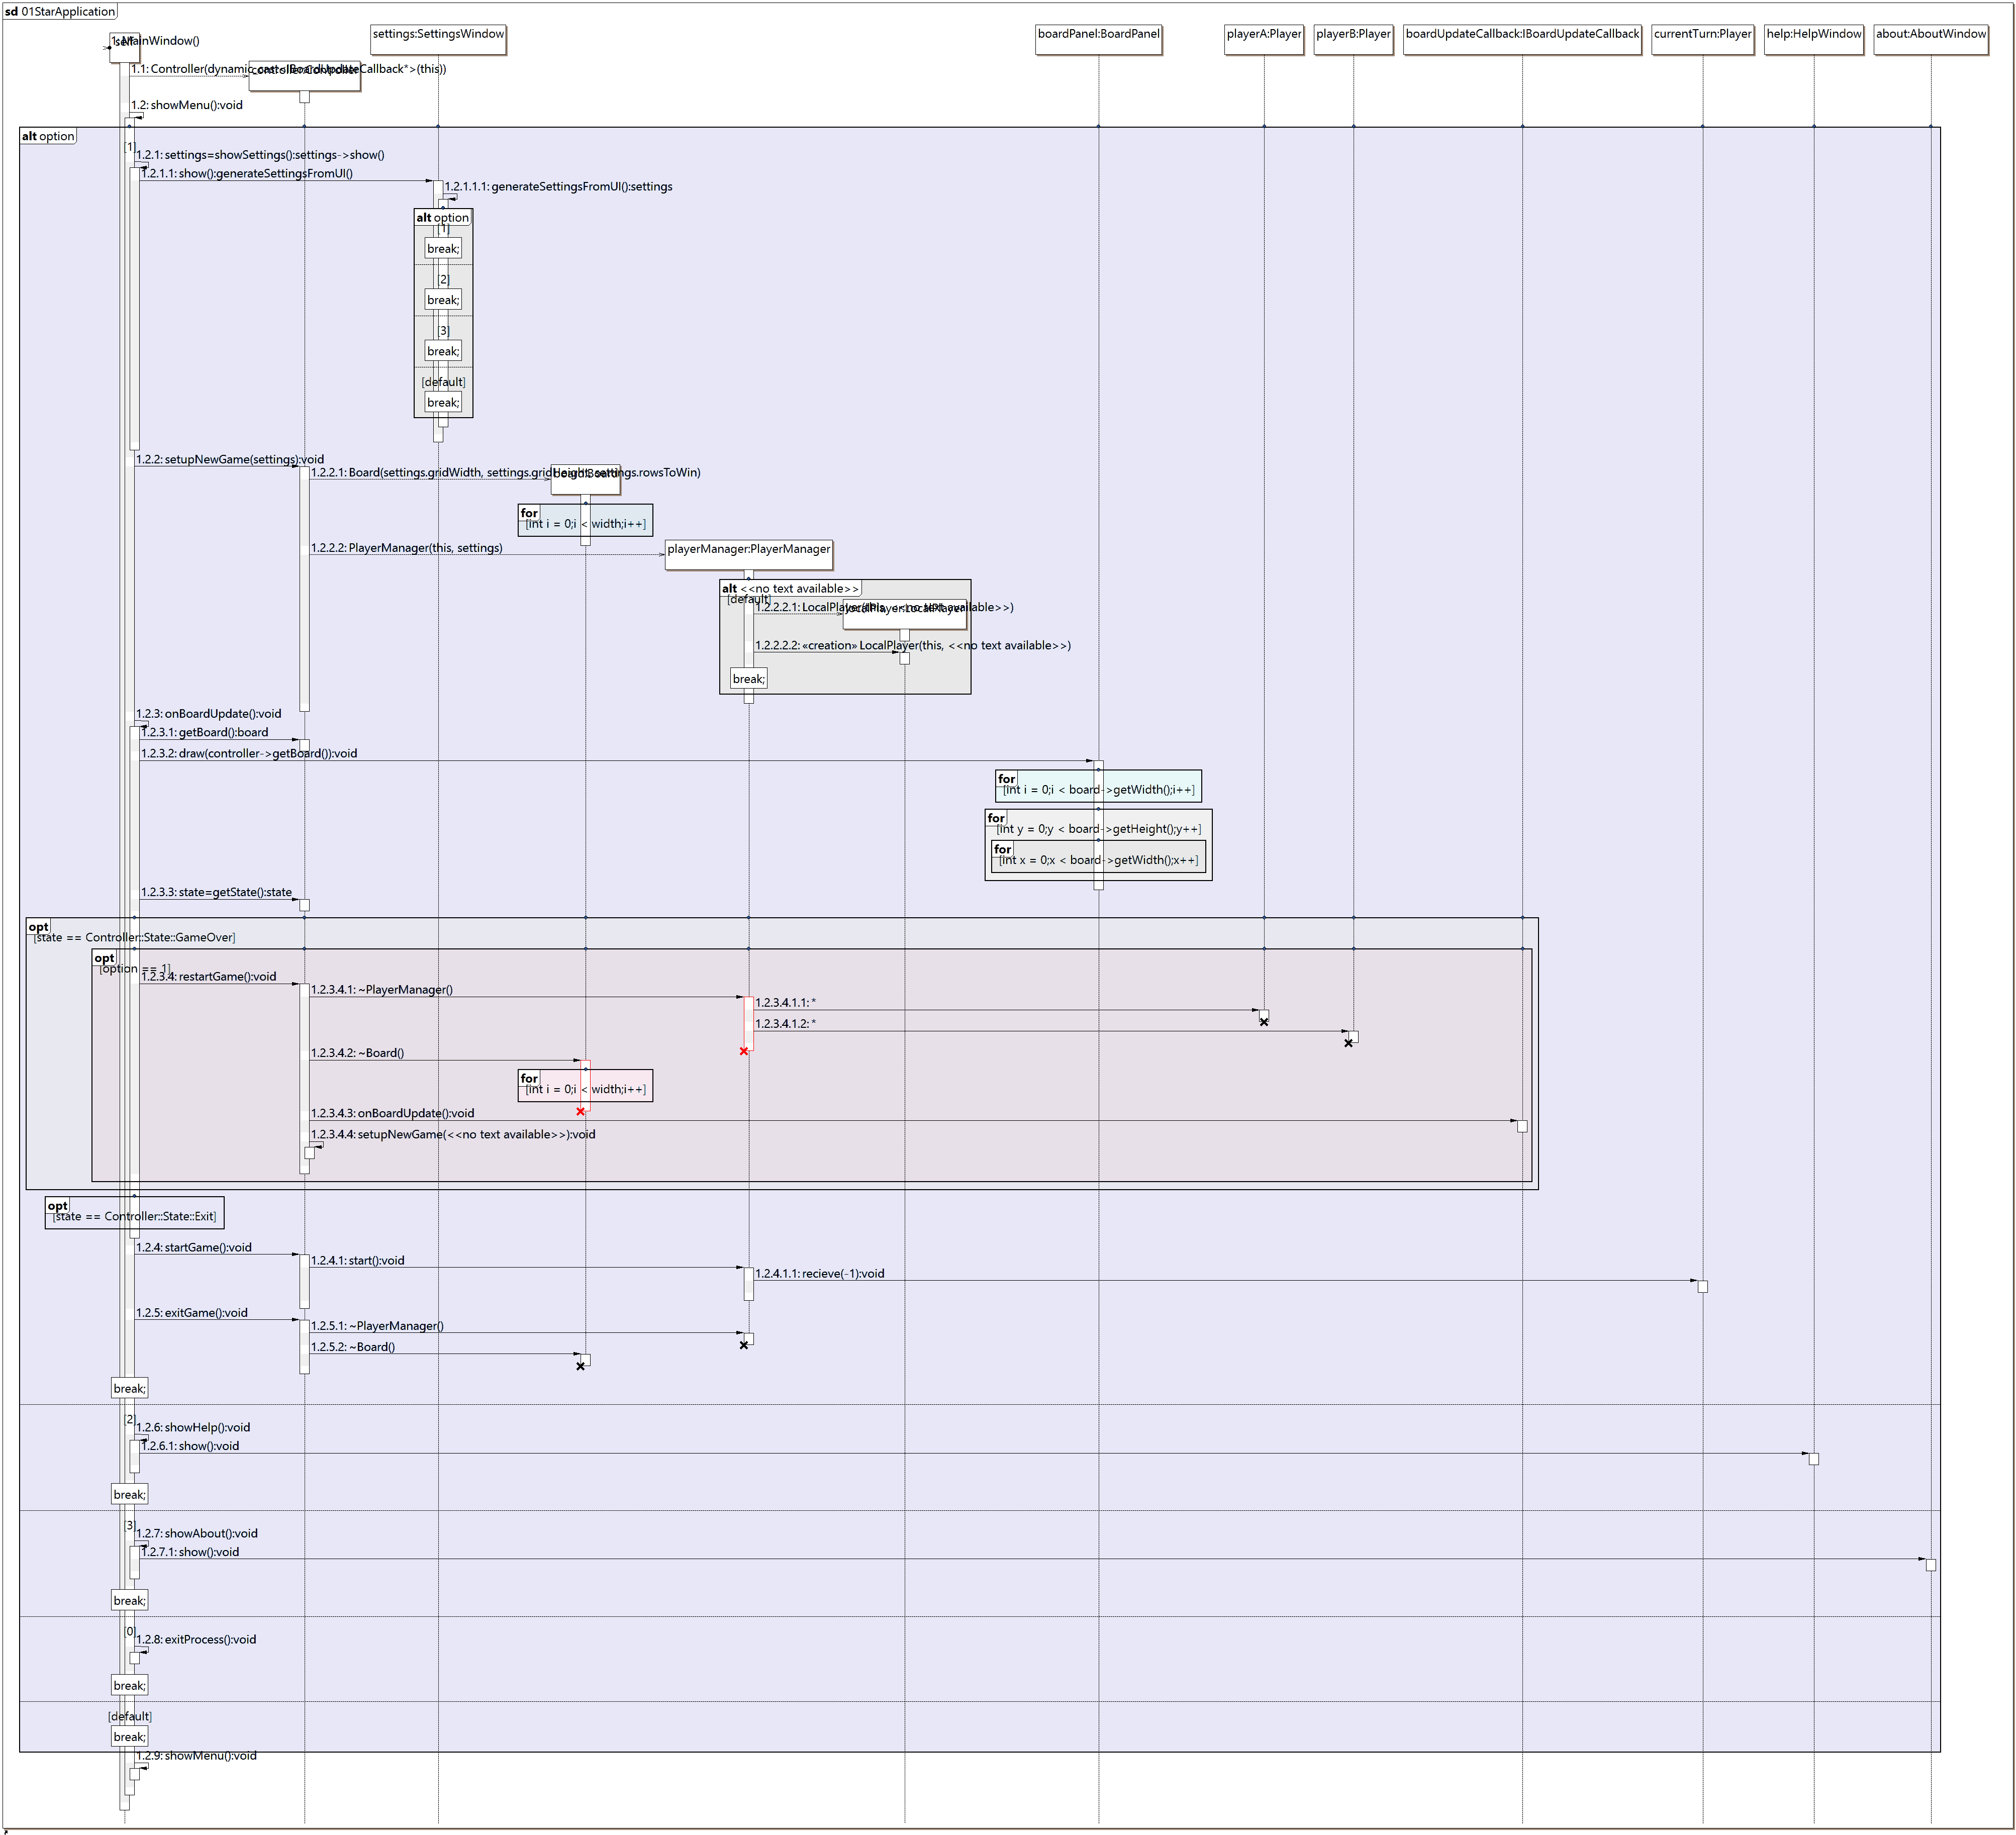 sd 01StarApplication
settings:SettingsWindow
boardPanel:BoardPanel
playerA:Player
playerB:Player
boardUpdateCallback:IBoardUpdateCallback
currentTurn:Player
help:HelpWindow
about:AboutWindow
1: MainWindow()
self
1.1: Controller(dynamic_cast<IBoardUpdateCallback*>(this))
controller:Controller
1.2: showMenu():void
alt option
[1]
1.2.1: settings=showSettings():settings->show()
1.2.1.1: show():generateSettingsFromUI()
1.2.1.1.1: generateSettingsFromUI():settings
alt option
[1]
break;
[2]
break;
[3]
break;
[default]
break;
1.2.2: setupNewGame(settings):void
1.2.2.1: Board(settings.gridWidth, settings.gridHeight, settings.rowsToWin)
board:Board
for
[int i = 0;i < width;i++]
1.2.2.2: PlayerManager(this, settings)
playerManager:PlayerManager
alt <<no text available>>
[default]
1.2.2.2.1: LocalPlayer(this, <<no text available>>)
localPlayer:LocalPlayer
1.2.2.2.2: «creation» LocalPlayer(this, <<no text available>>)
break;
1.2.3: onBoardUpdate():void
1.2.3.1: getBoard():board
1.2.3.2: draw(controller->getBoard()):void
for
[int i = 0;i < board->getWidth();i++]
for
[int y = 0;y < board->getHeight();y++]
for
[int x = 0;x < board->getWidth();x++]
1.2.3.3: state=getState():state
opt
[state == Controller::State::GameOver]
opt
[option == 1]
1.2.3.4: restartGame():void
1.2.3.4.1: ~PlayerManager()
1.2.3.4.1.1: *
1.2.3.4.1.2: *
1.2.3.4.2: ~Board()
for
[int i = 0;i < width;i++]
1.2.3.4.3: onBoardUpdate():void
1.2.3.4.4: setupNewGame(<<no text available>>):void
opt
[state == Controller::State::Exit]
1.2.4: startGame():void
1.2.4.1: start():void
1.2.4.1.1: recieve(-1):void
1.2.5: exitGame():void
1.2.5.1: ~PlayerManager()
1.2.5.2: ~Board()
break;
[2]
1.2.6: showHelp():void
1.2.6.1: show():void
break;
[3]
1.2.7: showAbout():void
1.2.7.1: show():void
break;
[0]
1.2.8: exitProcess():void
break;
[default]
break;
1.2.9: showMenu():void